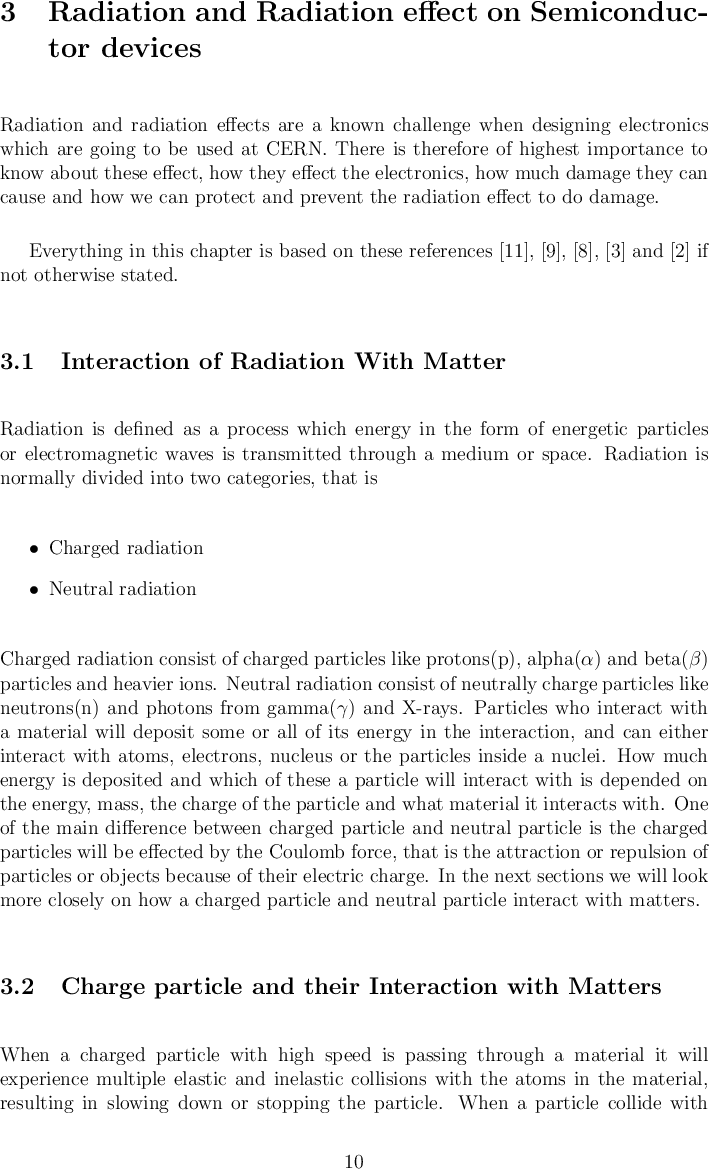 3 Radiation and Radiation effect on Semiconduc-
tor devices
Radiation and radiation effects are a known challenge when designing electronics
which are going to be used at CERN. There is therefore of highest importance to
know about these effect, how they effect the electronics, how much damage they can
cause and how we can protect and prevent the radiation effect to do damage.
Everything in this chapter is based on these references [11], [9], [8], [3] and [2] if
not otherwise stated.
3.1 Interaction of Radiation With Matter
Radiation is defined as a process which energy in the form of energetic particles
or electromagnetic waves is transmitted through a medium or space. Radiation is
normally divided into two categories, that is
• Charged radiation
• Neutral radiation
Charged radiation consist of charged particles like protons(p), alpha(α) and beta(β)
particles and heavier ions. Neutral radiation consist of neutrally charge particles like
neutrons(n) and photons from gamma(γ) and X-rays. Particles who interact with
a material will deposit some or all of its energy in the interaction, and can either
interact with atoms, electrons, nucleus or the particles inside a nuclei. How much
energy is deposited and which of these a particle will interact with is depended on
the energy, mass, the charge of the particle and what material it interacts with. One
of the main difference between charged particle and neutral particle is the charged
particles will be effected by the Coulomb force, that is the attraction or repulsion of
particles or objects because of their electric charge. In the next sections we will look
more closely on how a charged particle and neutral particle interact with matters.
3.2 Charge particle and their Interaction with Matters
When a charged particle with high speed is passing through a material it will
experience multiple elastic and inelastic collisions with the atoms in the material,
resulting in slowing down or stopping the particle. When a particle collide with
10